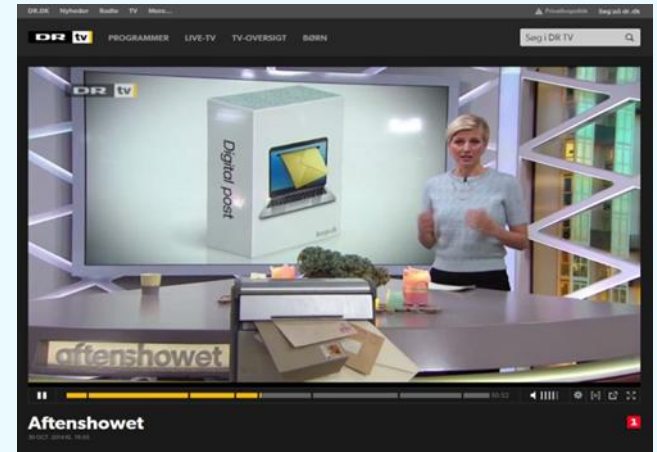 DR.DK Nyheder Radio TV Mere... Privatlivspolitik Søg på dr.dk
DR tv PROGRAMMER LIVE-TV TV-OVERSIGT BØRN Søg i DR TV
DR tv
Digital post
aftenshowet
Aftenshowet
1